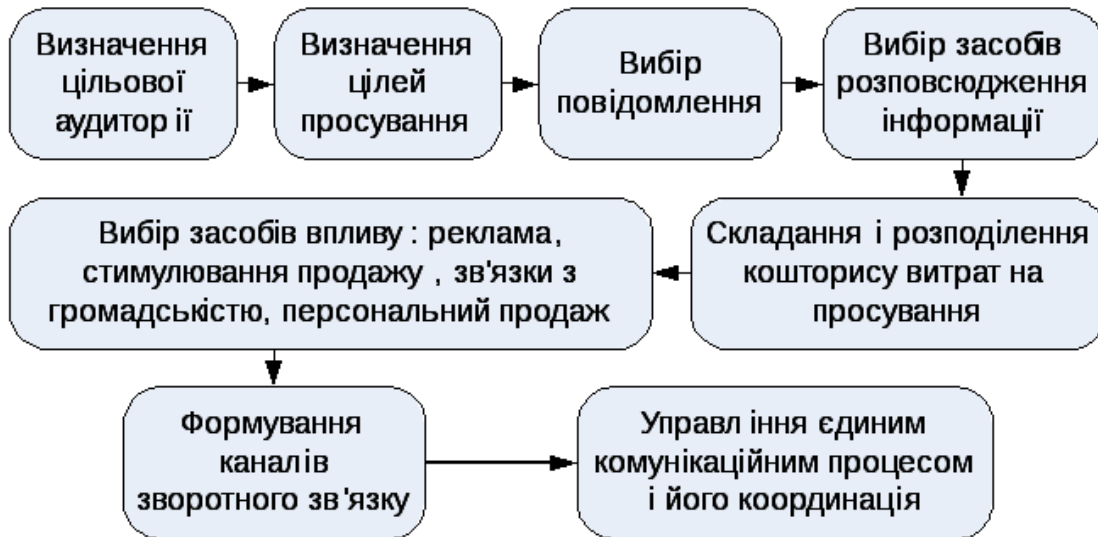 Визначення
цільової
аудитор ії
Визначення
цілей
просування
Вибір
повідомлення
Вибір засобів
розповсюдження
інформації
Складання і розподілення
кошторису витрат на
просування
Вибір засобів впливу : реклама,
стимулювання продажу , зв'язки з
громадськістю, персональний продаж
Формування
каналів
зворотного зв 'язку
Управл іння єдиним
комунікаційним процесом
і його координація